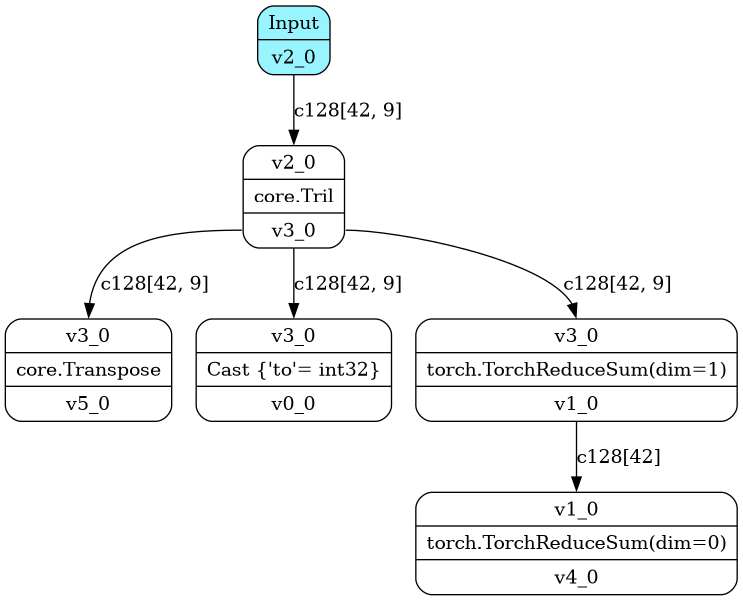 Input
v2_0
c128[42, 9]
v2_0
core.Tril
v3_0
c128[42, 9]
c128[42, 9]
c128[42, 9]
v3_0
core.Transpose
v5_0
v3_0
Cast {'to'= int32}
v0_0
v3_0
torch.TorchReduceSum(dim=1)
v1_0
c128[42]
v1_0
torch.TorchReduceSum(dim=0)
v4_0